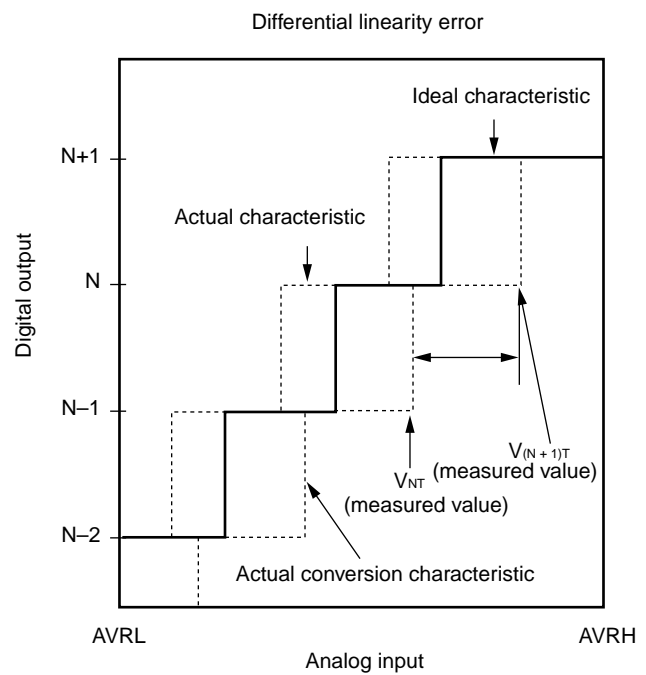 Differential linearity error
Ideal characteristic
N+1
Actual characteristic
N
Digital output
N–1
V(N + 1)T
(measured value)
VNT
(measured value)
N–2
Actual conversion characteristic
AVRL
AVRH
Analog input